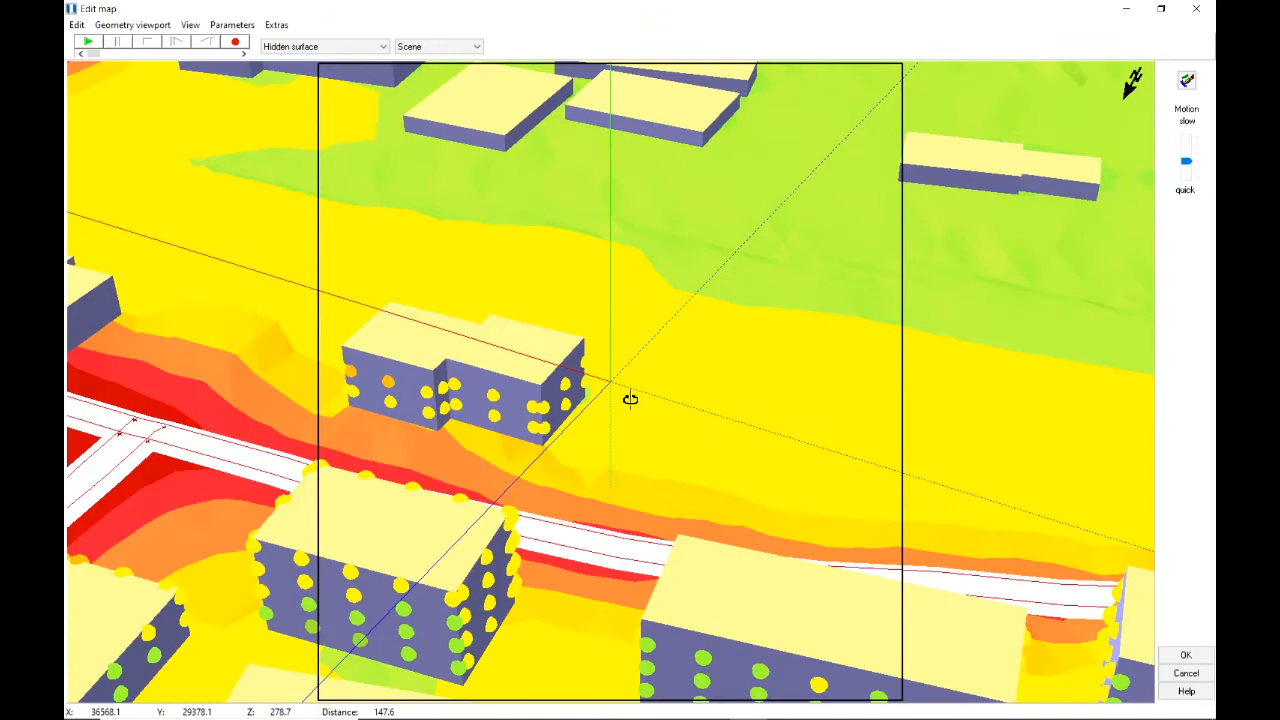 Edit map
Edit Geometry viewport View Parameters Extras
Hidden surface Scene
N
Motion
slow
quick
OK
Cancel
Help
X: 36568.1 Y: 29378.1 Z: 278.7 Distance: 147.6